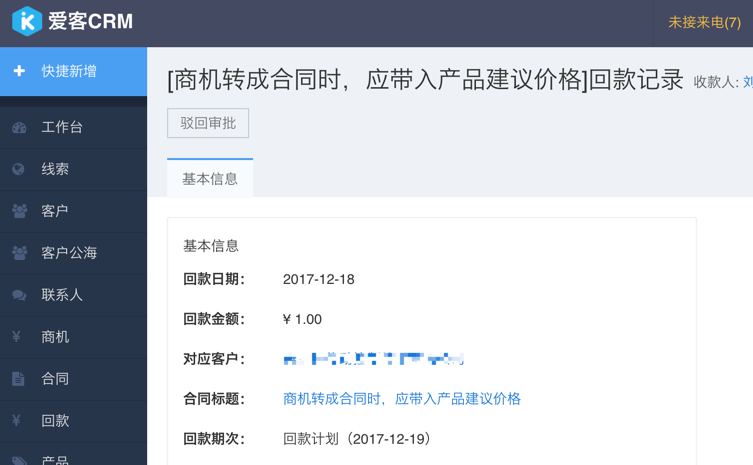 爱客CRM
未接来电(7)
快捷新增
工作台
线索
客户
客户公海
联系人
商机
合同
回款
产品
[商机转成合同时，应带入产品建议价格]回款记录 收款人:
驳回审批
基本信息
基本信息
回款日期： 2017-12-18
回款金额： ¥ 1.00
对应客户：
合同标题： 商机转成合同时，应带入产品建议价格
回款期次： 回款计划（2017-12-19）